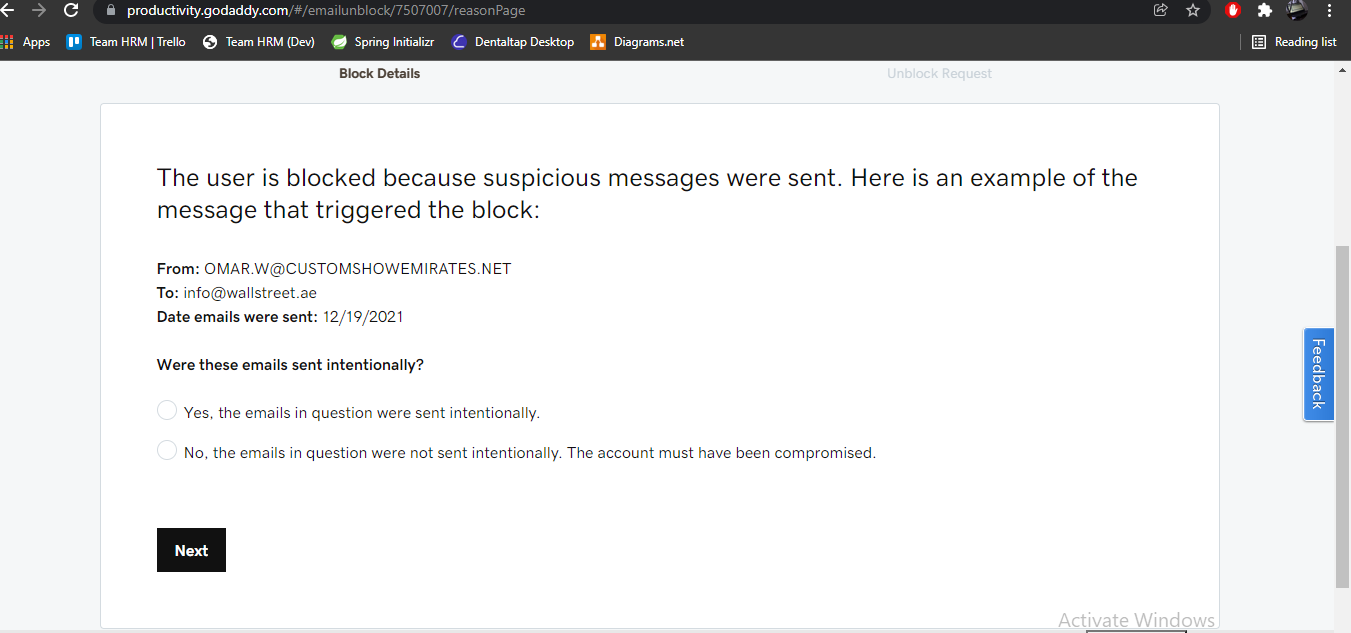 productivity.godaddy.com/#/emailunblock/7507007/reasonPage
Apps Team HRM | Trello Team HRM (Dev) Spring Initializr Dentaltap Desktop Diagrams.net Reading list
Block Details Unblock Request
The user is blocked because suspicious messages were sent. Here is an example of the
message that triggered the block:
From: OMAR.W@CUSTOMSHOWEMIRATES.NET
To: info@wallstreet.ae
Date emails were sent: 12/19/2021
Were these emails sent intentionally?
Yes, the emails in question were sent intentionally.
No, the emails in question were not sent intentionally. The account must have been compromised.
Next
Feedback
Activate Windows